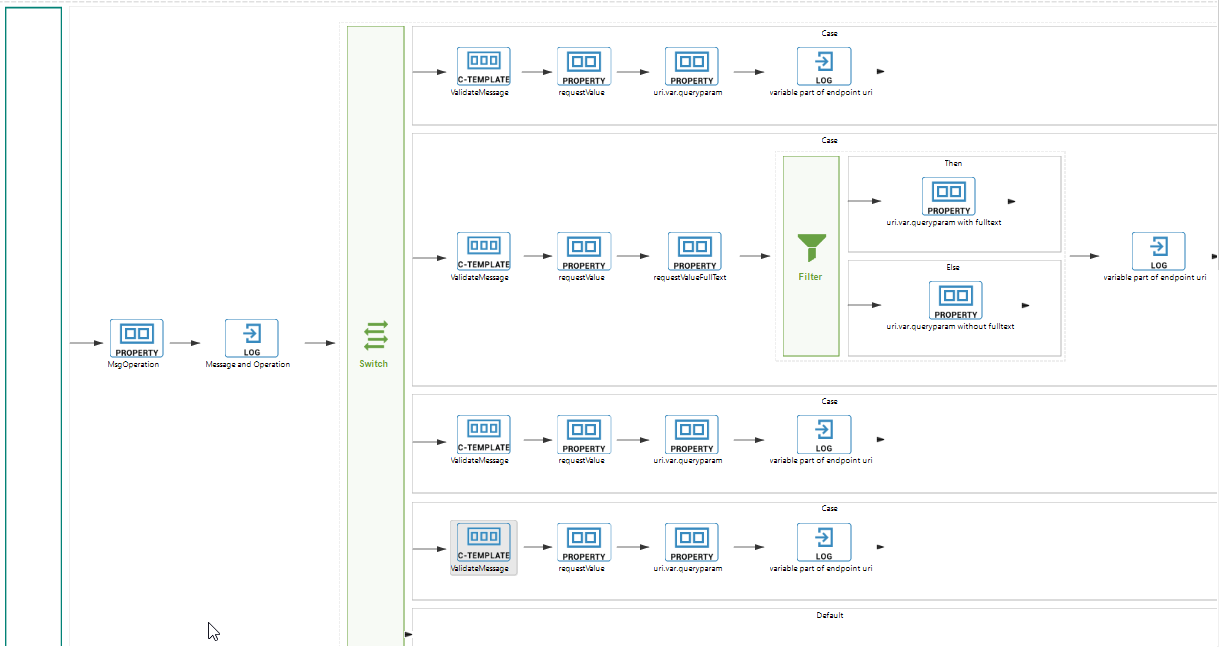 Case
C-TEMPLATE
ValidateMessage
PROPERTY
requestValue
PROPERTY
uri.var.queryparam
LOG
variable part of endpoint uri
Case
C-TEMPLATE
ValidateMessage
PROPERTY
requestValue
PROPERTY
requestValueFullText
Filter
Then
PROPERTY
uri.var.queryparam with fulltext
Else
PROPERTY
uri.var.queryparam without fulltext
LOG
variable part of endpoint uri
PROPERTY
MsgOperation
LOG
Message and Operation
Switch
Case
C-TEMPLATE
ValidateMessage
PROPERTY
requestValue
PROPERTY
uri.var.queryparam
LOG
variable part of endpoint uri
Case
C-TEMPLATE
ValidateMessage
PROPERTY
requestValue
PROPERTY
uri.var.queryparam
LOG
variable part of endpoint uri
Default